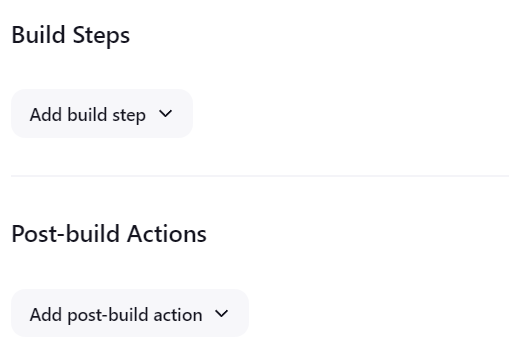 Build Steps
Add build step
Post-build Actions
Add post-build action